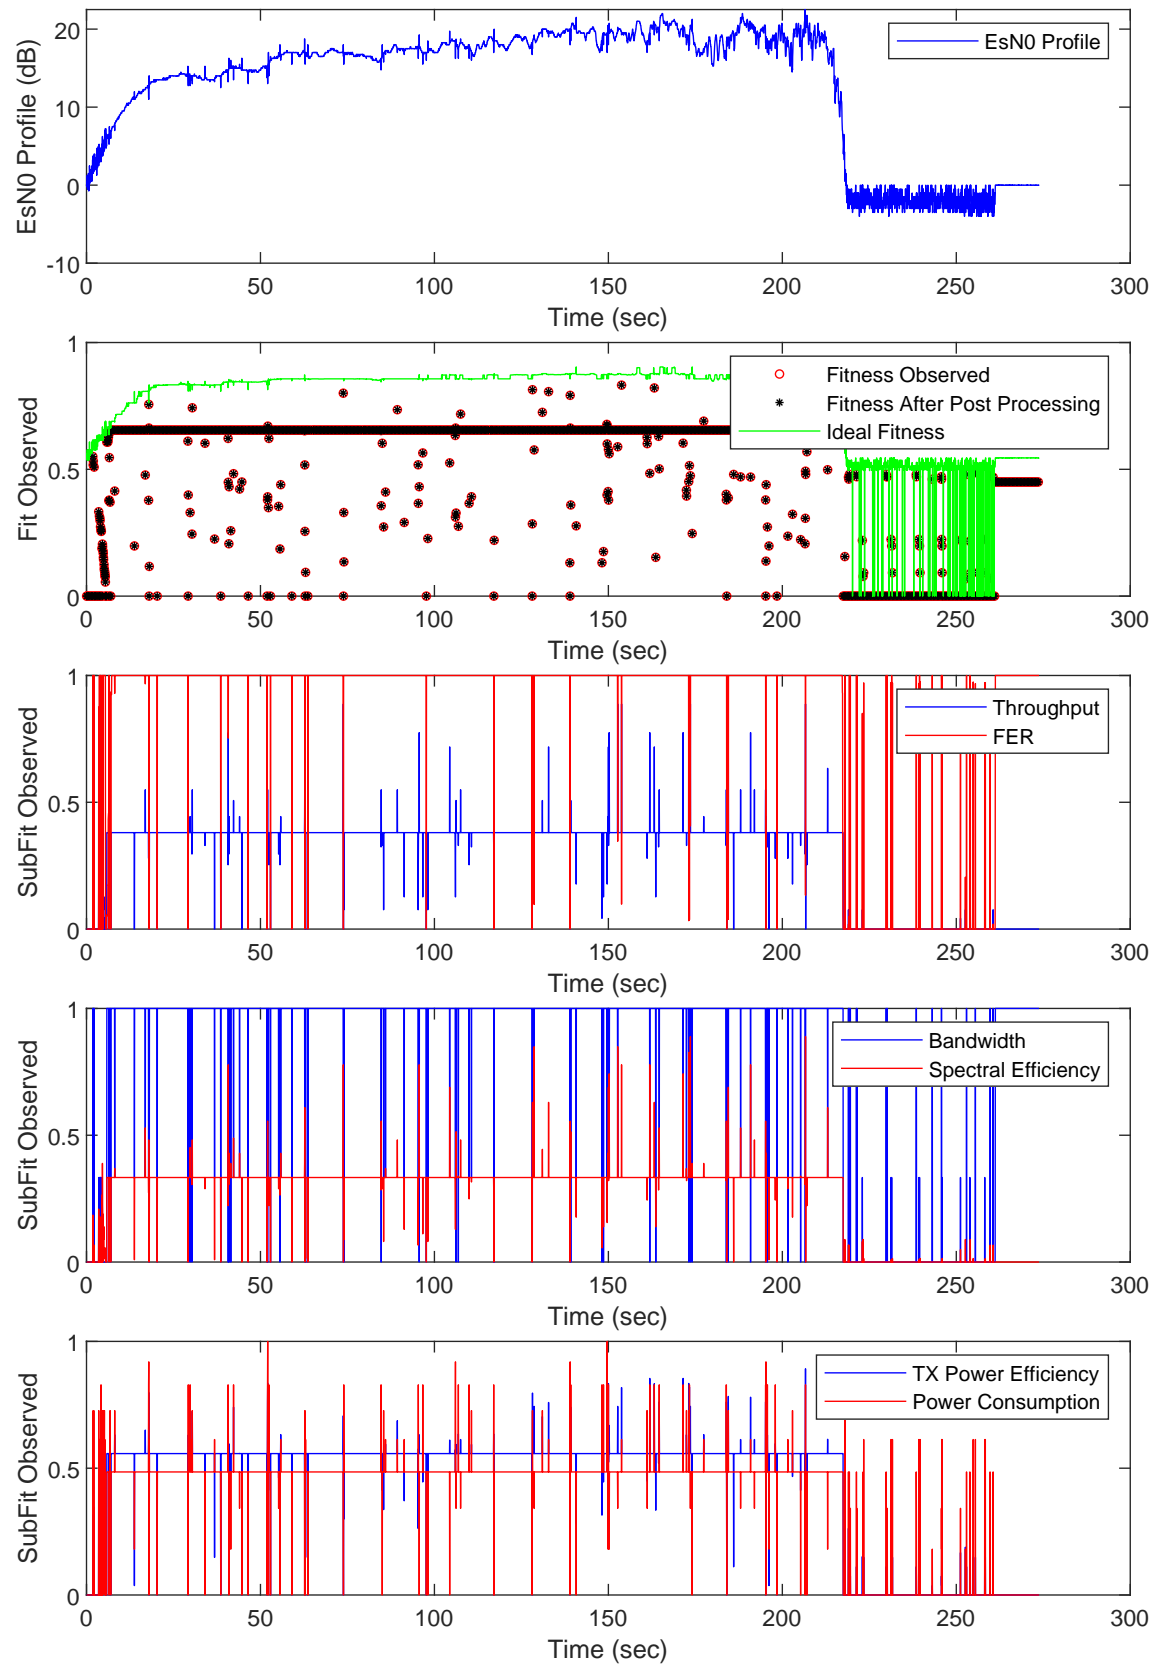 EsN0 Profile (dB)
20
10
0
-10
0 50 100 150 200 250 300
Time (sec)
EsN0 Profile
Fit Observed
1
0.5
0
0 50 100 150 200 250 300
Time (sec)
Fitness Observed
Fitness After Post Processing
Ideal Fitness
SubFit Observed
1
0.5
0
0 50 100 150 200 250 300
Time (sec)
Throughput
FER
SubFit Observed
1
0.5
0
0 50 100 150 200 250 300
Time (sec)
Bandwidth
Spectral Efficiency
SubFit Observed
1
0.5
0
0 50 100 150 200 250 300
Time (sec)
TX Power Efficiency
Power Consumption